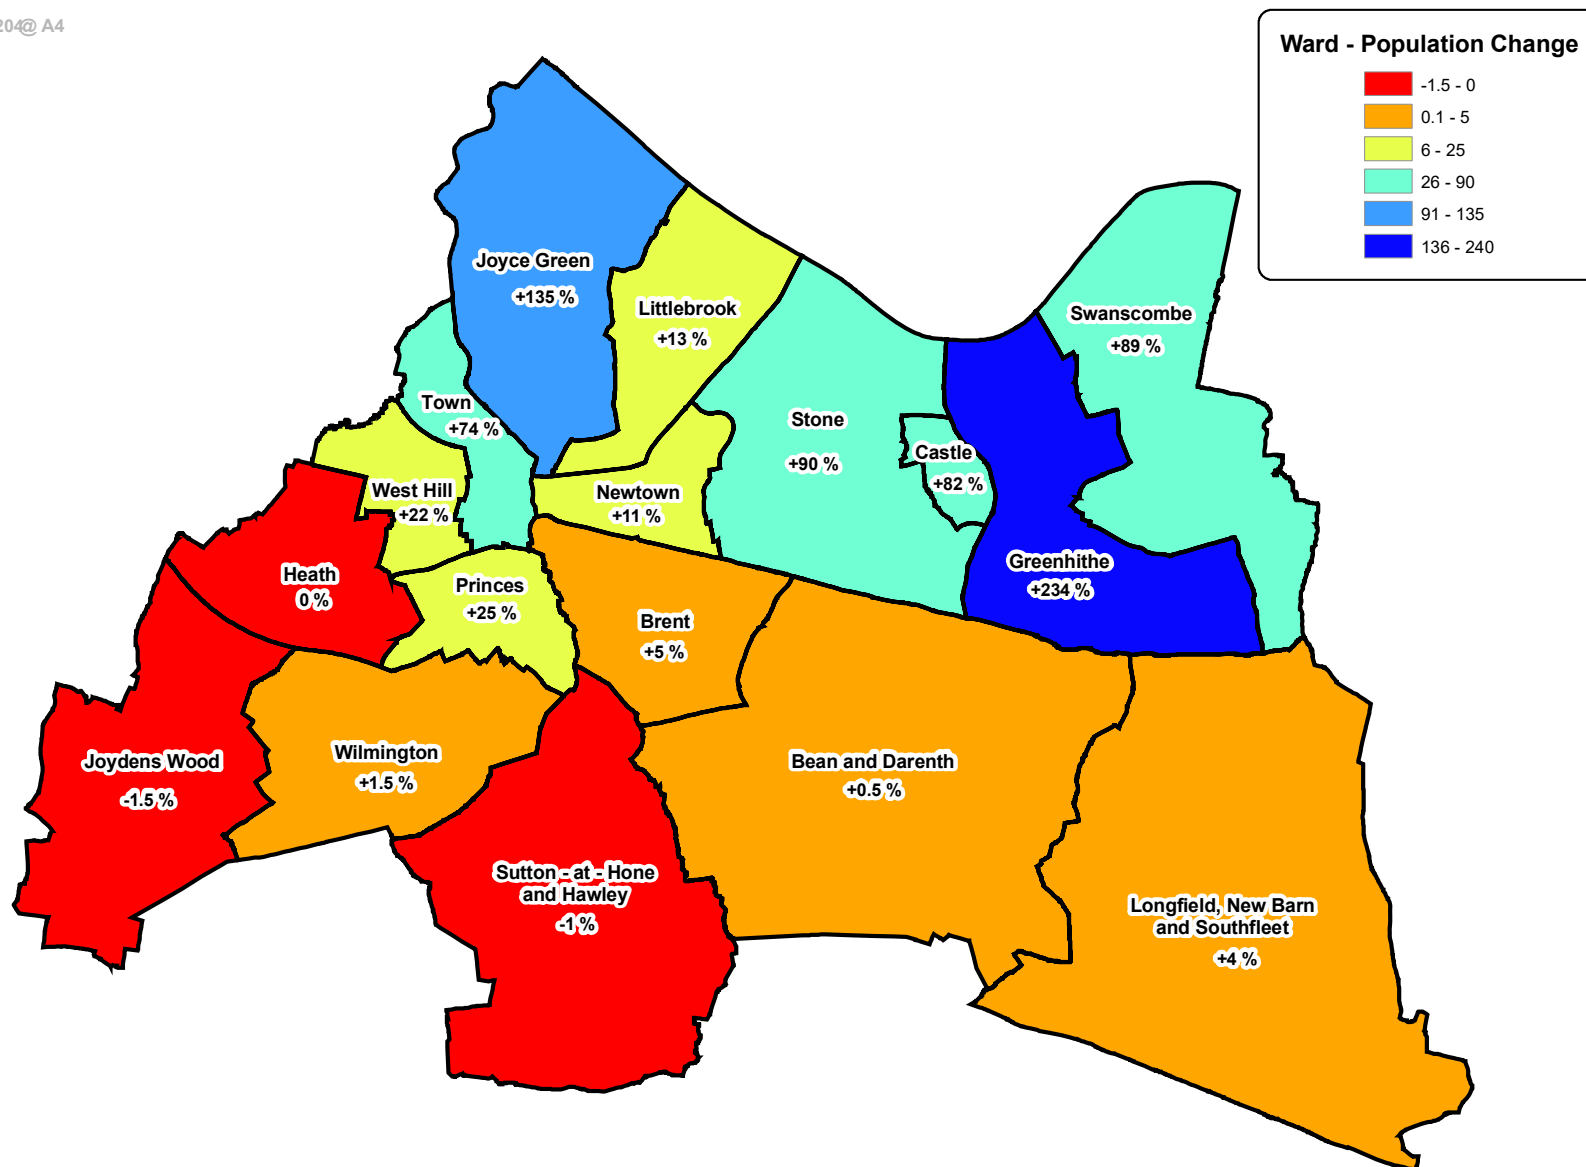 204@ A4
Ward - Population Change
-1.5 - 0
0.1 - 5
6 - 25
26 - 90
91 - 135
136 - 240
Joyce Green
+135 %
Littlebrook
+13 %
Swanscombe
+89 %
Town
+74 %
Stone
+90 %
Castle
+82 %
West Hill
+22 %
Newtown
+11 %
Greenhithe
+234 %
Heath
0 %
Princes
+25 %
Brent
+5 %
Joydens Wood
-1.5 %
Wilmington
+1.5 %
Bean and Darenth
+0.5 %
Sutton - at - Hone
and Hawley
-1 %
Longfield, New Barn
and Southfleet
+4 %